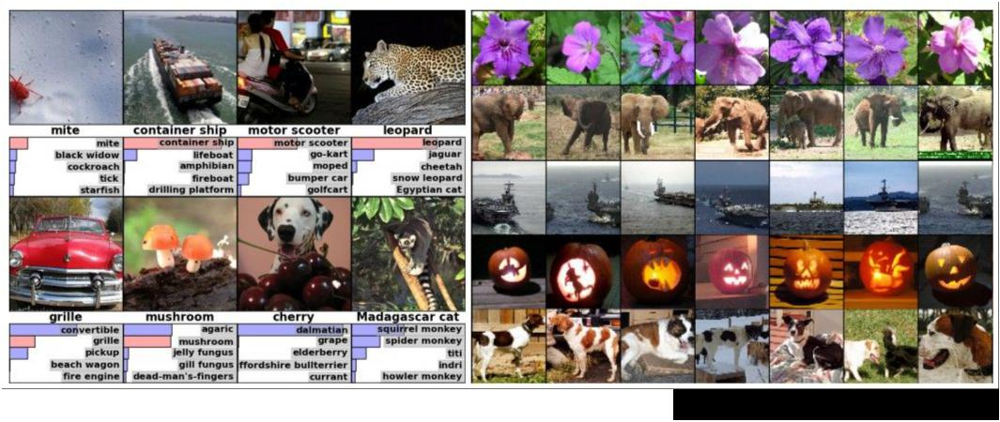 mite
container ship
motor scooter
leopard
mite
black widow
cockroach
tick
starfish
container ship
lifeboat
amphibian
fireboat
drilling platform
motor scooter
go-kart
moped
bumper car
golfcart
leopard
jaguar
cheetah
snow leopard
Egyptian cat
grille
mushroom
cherry
Madagascar cat
convertible
grille
pickup
beach wagon
fire engine
agaric
mushroom
jelly fungus
gill fungus
dead-man's-fingers
dalmatian
grape
elderberry
ffordshire bullterrier
currant
squirrel monkey
spider monkey
titi
indri
howler monkey